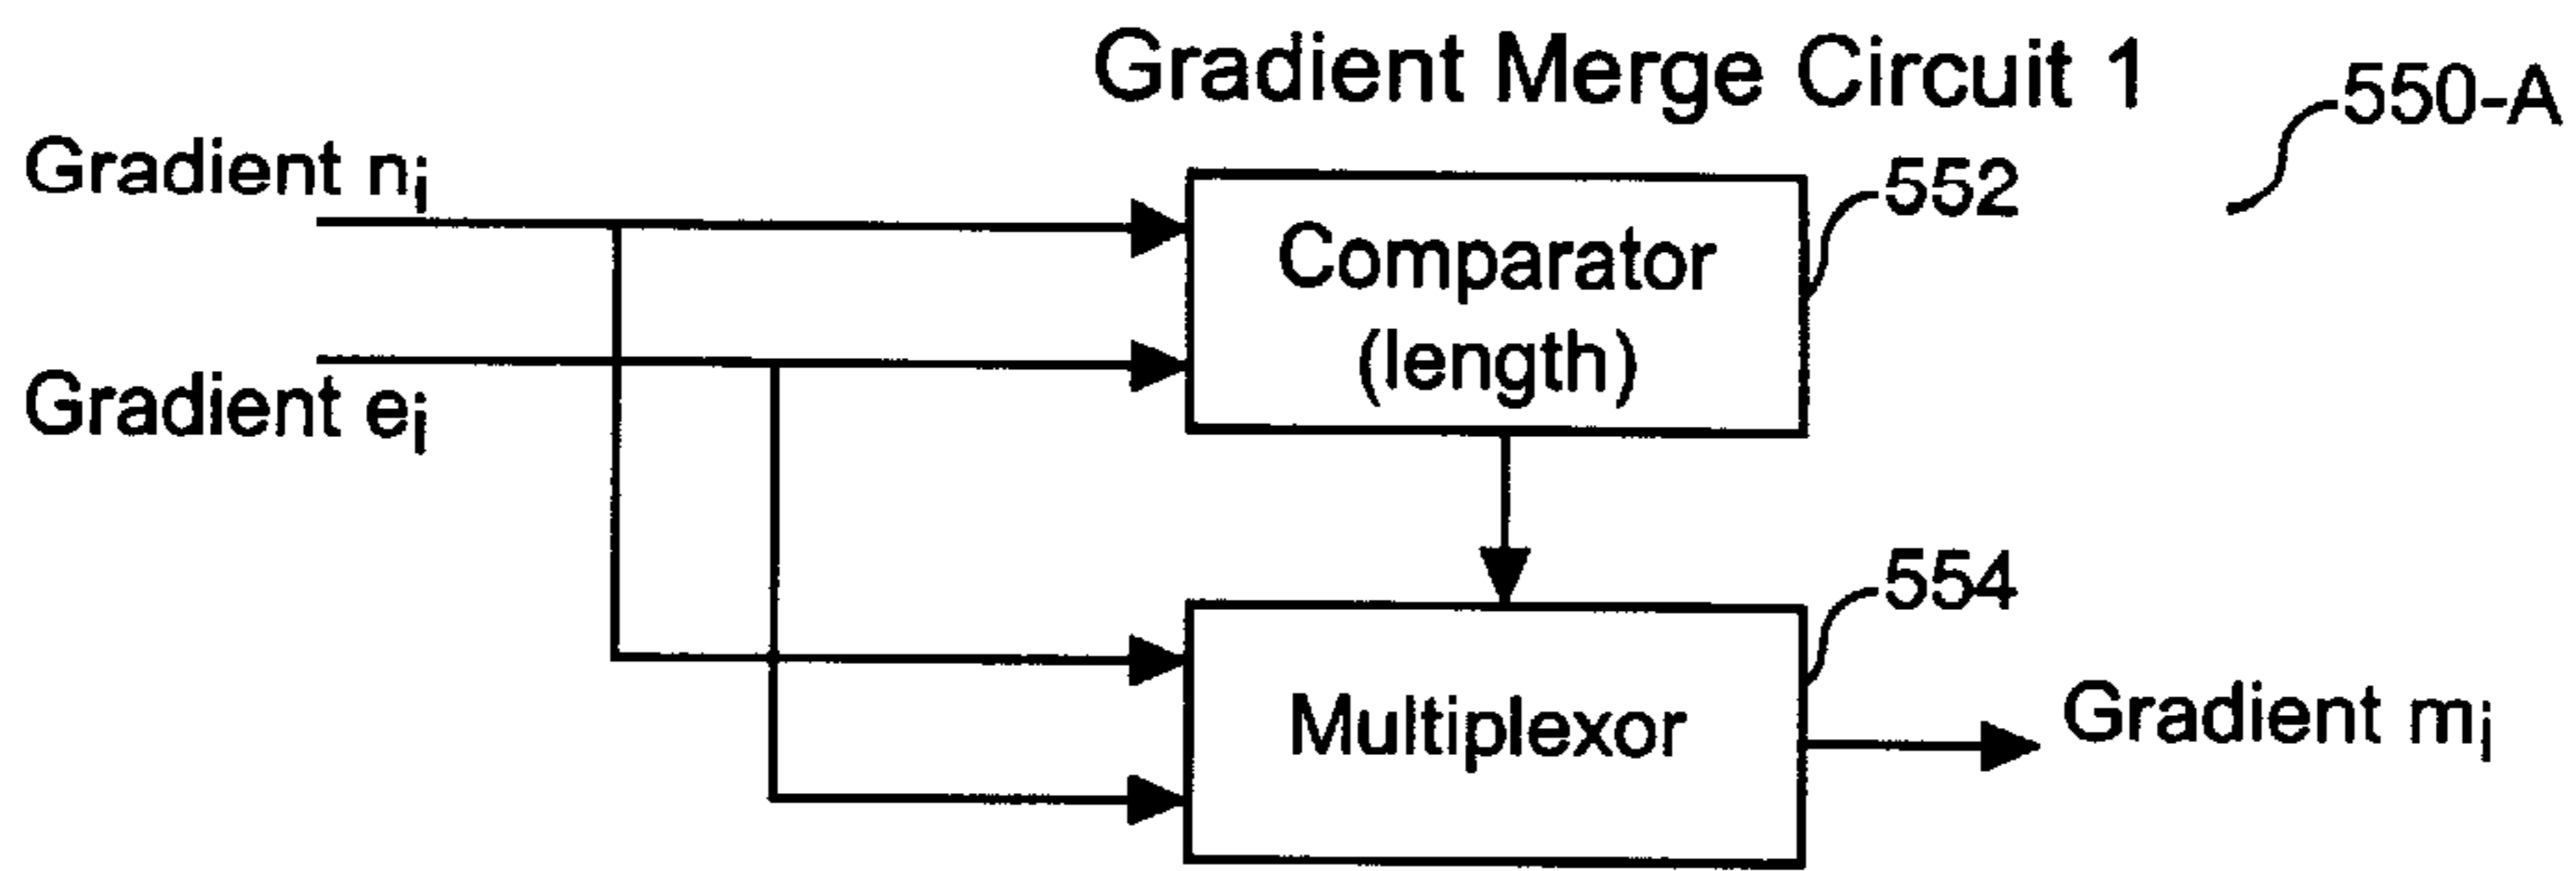 Gradient Merge Circuit 1
550-A
Gradient ni
552
Comparator
(length)
Gradient ei
554
Multiplexor
Gradient mi